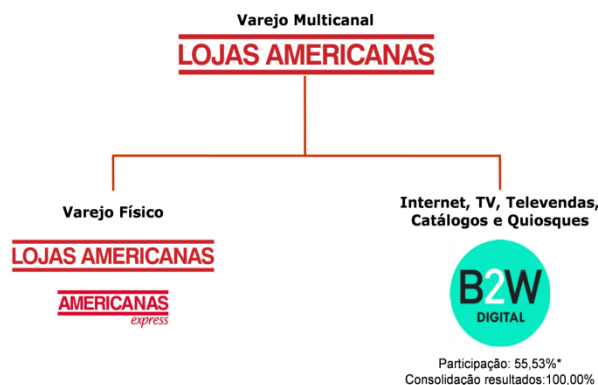 Varejo Multicanal
LOJAS AMERICANAS
Varejo Físico
LOJAS AMERICANAS
AMERICANAS
express
Internet, TV, Televendas,
Catálogos e Quiosques
B2W
DIGITAL
Participação: 55,53%*
Consolidação resultados:100,00%